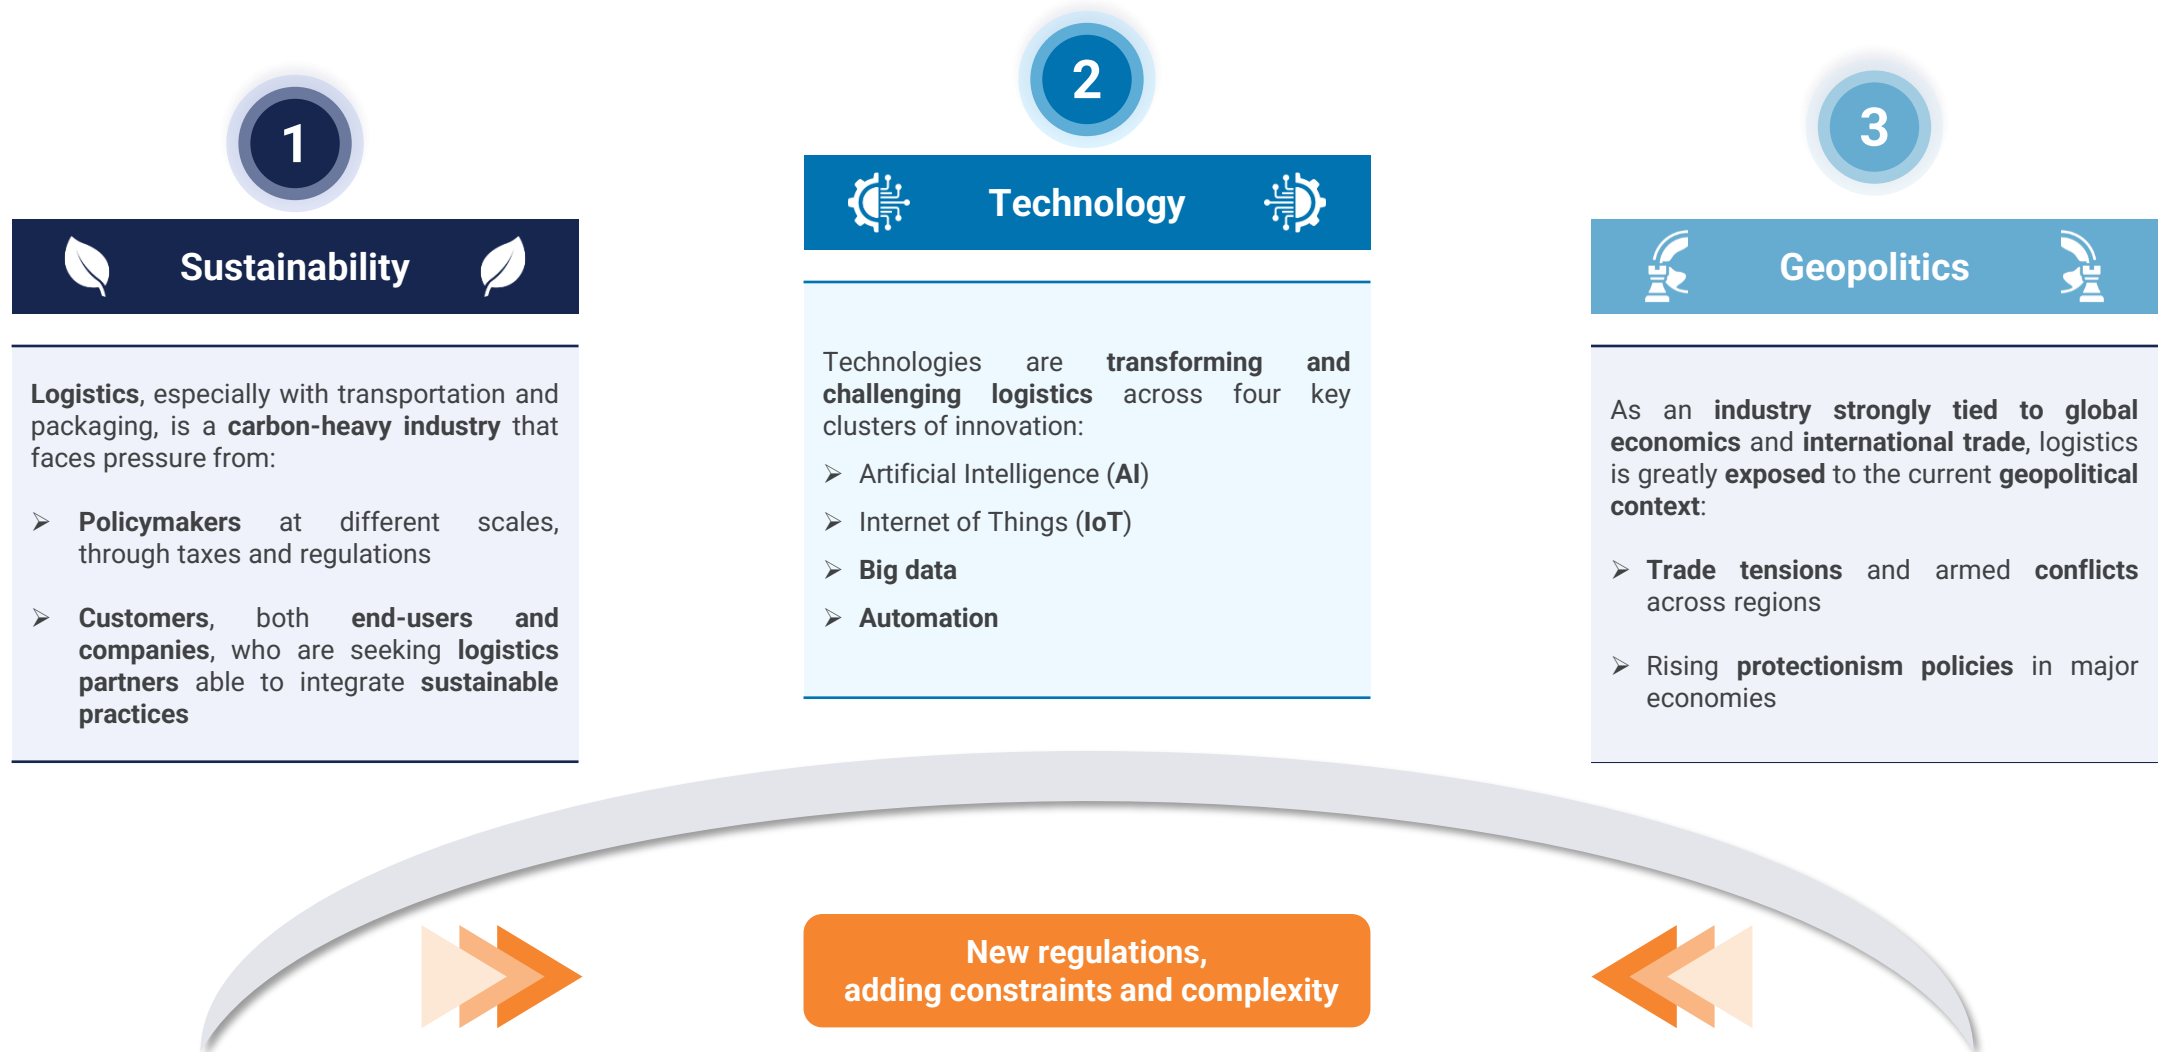 1
Sustainability
Logistics, especially with transportation and
packaging, is a carbon-heavy industry that
faces pressure from:
➢ Policymakers at different scales,
through taxes and regulations
➢ Customers, both end-users and
companies, who are seeking logistics
partners able to integrate sustainable
practices
2
Technology
Technologies are transforming and
challenging logistics across four key
clusters of innovation:
➢ Artificial Intelligence (AI)
➢ Internet of Things (IoT)
➢ Big data
➢ Automation
3
Geopolitics
As an industry strongly tied to global
economics and international trade, logistics
is greatly exposed to the current geopolitical
context:
➢ Trade tensions and armed conflicts
across regions
➢ Rising protectionism policies in major
economies
New regulations,
adding constraints and complexity